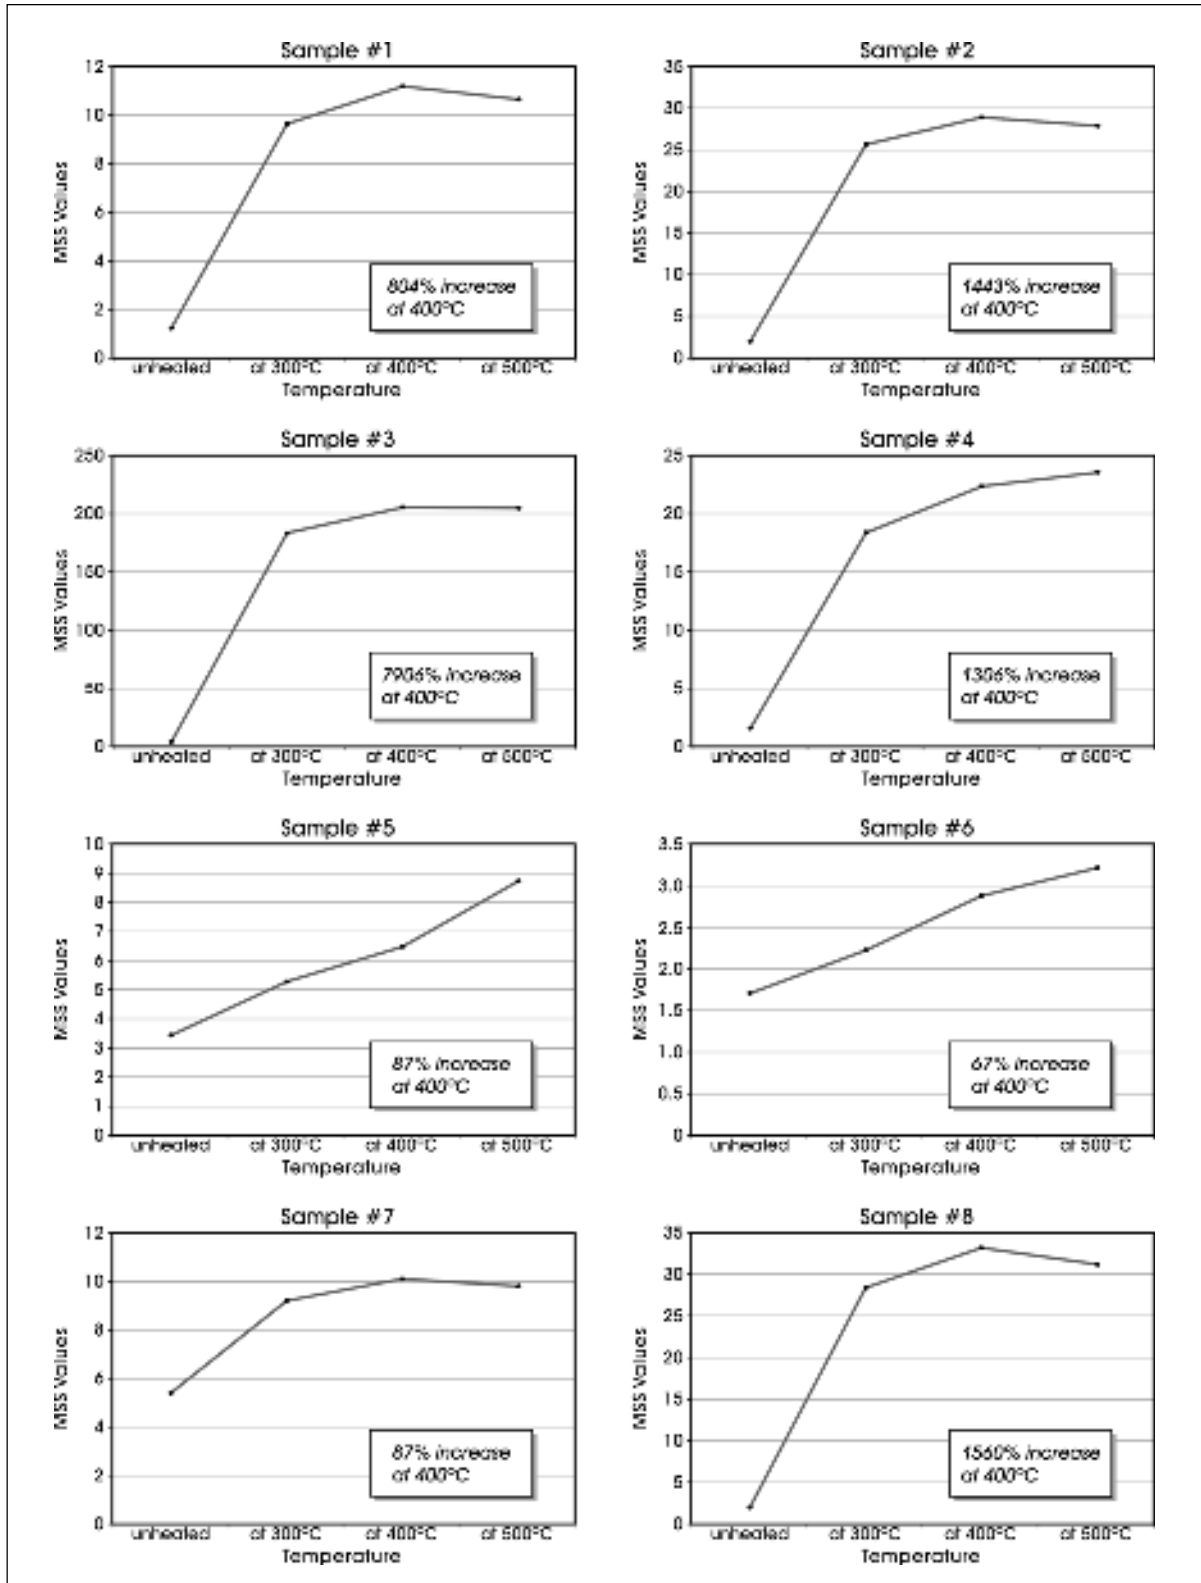 Sample #1
12
10
8
6
4
2
0
MSS Values
804% increase
at 400°C
unheated at 300°C at 400°C at 500°C
Temperature
Sample #2
35
30
25
20
15
10
5
0
MSS Values
1443% increase
at 400°C
unheated at 300°C at 400°C at 500°C
Temperature
Sample #3
250
200
150
100
50
0
MSS Values
7906% increase
at 400°C
unheated at 300°C at 400°C at 500°C
Temperature
Sample #4
25
20
15
10
5
0
MSS Values
1306% increase
at 400°C
unheated at 300°C at 400°C at 500°C
Temperature
Sample #5
10
9
8
7
6
5
4
3
2
1
0
MSS Values
87% increase
at 400°C
unheated at 300°C at 400°C at 500°C
Temperature
Sample #6
3.5
3.0
2.5
2.0
1.5
1.0
0.5
0
MSS Values
67% increase
at 400°C
unheated at 300°C at 400°C at 500°C
Temperature
Sample #7
12
10
8
6
4
2
0
MSS Values
87% increase
at 400°C
unheated at 300°C at 400°C at 500°C
Temperature
Sample #8
35
30
25
20
15
10
5
0
MSS Values
1560% increase
at 400°C
unheated at 300°C at 400°C at 500°C
Temperature